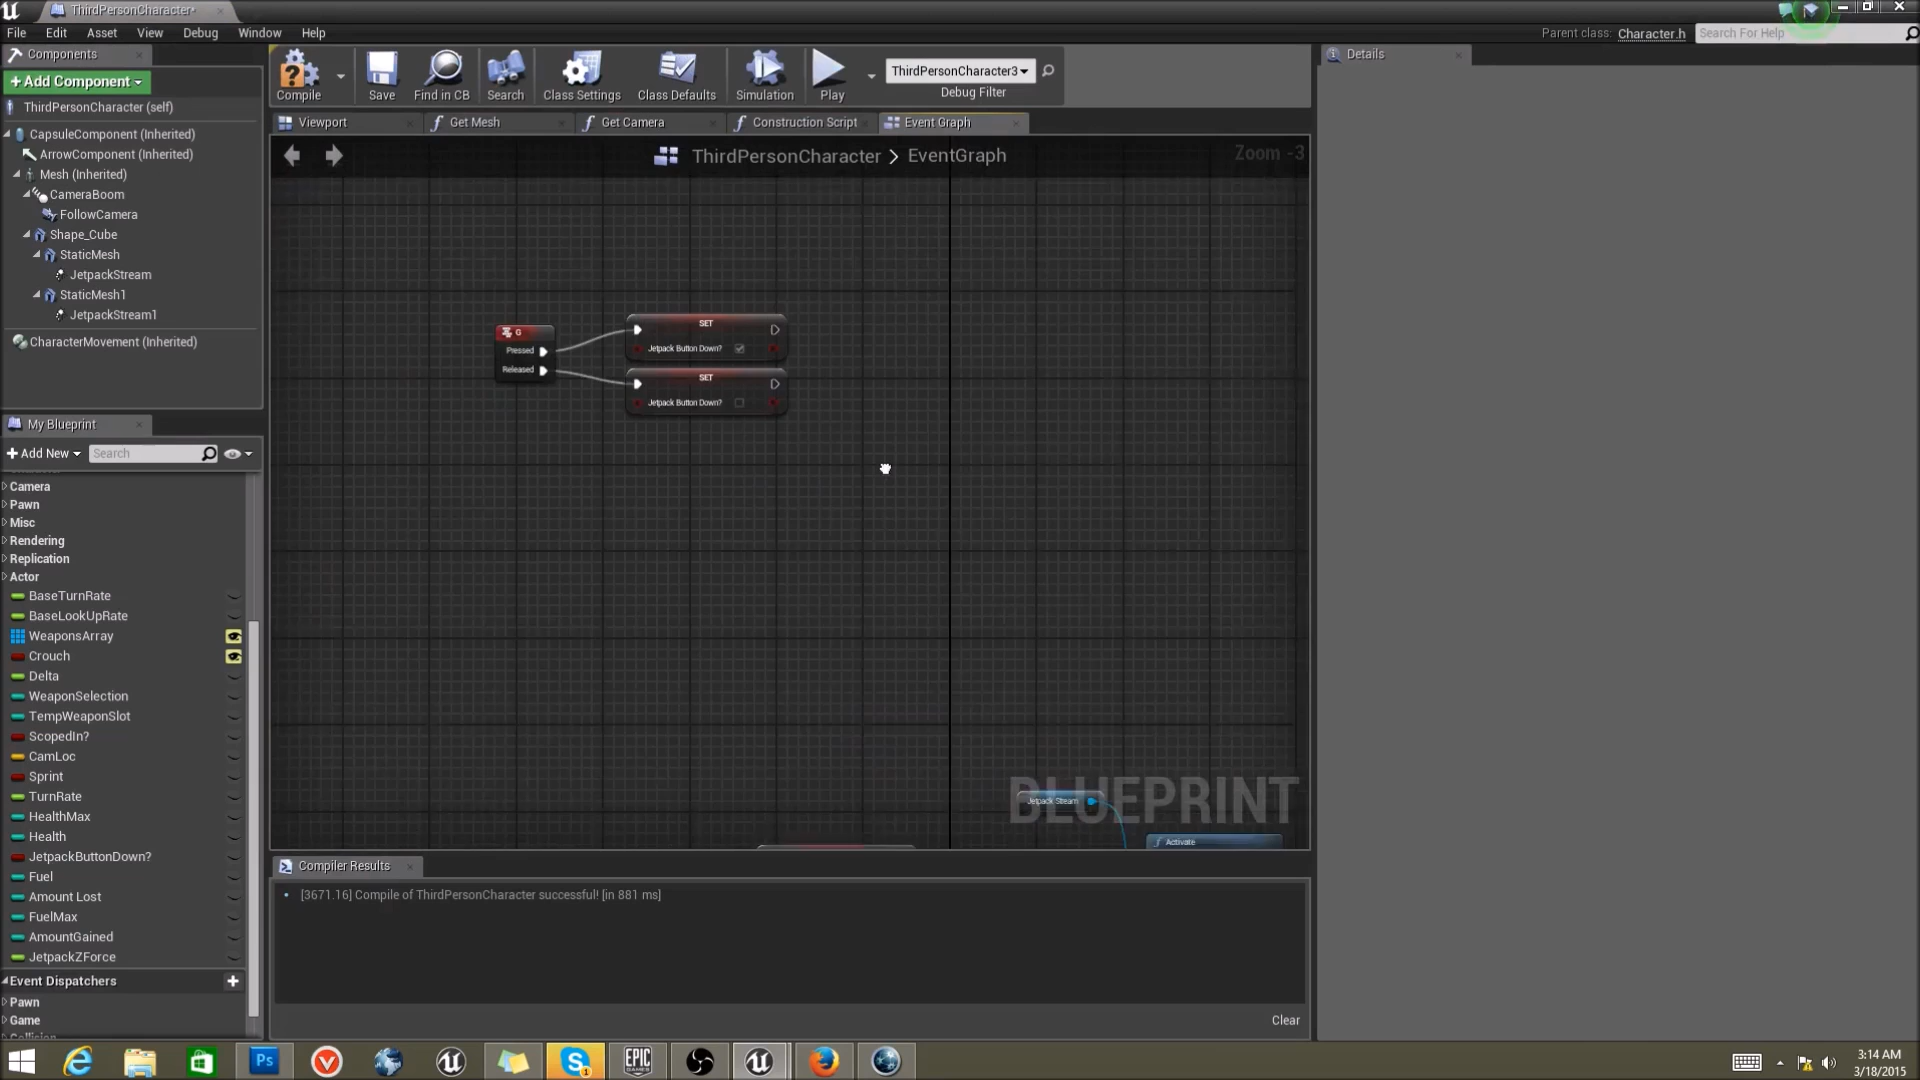 ThirdPersonCharacter*
File Edit Asset View Debug Window Help
Parent class: Character.h Search For Help
Components
+Add Component
ThirdPersonCharacter (self)
CapsuleComponent (Inherited)
ArrowComponent (Inherited)
Mesh (Inherited)
CameraBoom
FollowCamera
Shape_Cube
StaticMesh
JetpackStream
StaticMesh1
JetpackStream1
CharacterMovement (Inherited)
My Blueprint
+Add New Search
Camera
Pawn
Misc
Rendering
Replication
Actor
BaseTurnRate
BaseLookUpRate
WeaponsArray
Crouch
Delta
WeaponSelection
TempWeaponSlot
ScopedIn?
CamLoc
Sprint
TurnRate
HealthMax
Health
JetpackButtonDown?
Fuel
Amount Lost
FuelMax
AmountGained
JetpackZForce
Event Dispatchers
Pawn
Game
Compile Save Find in CB Search Class Settings Class Defaults Simulation Play
ThirdPersonCharacter3
Debug Filter
Viewport Get Mesh Get Camera Construction Script Event Graph
ThirdPersonCharacter > EventGraph
Zoom -3
G
Pressed
Released
SET
Jetpack Button Down?
SET
Jetpack Button Down?
BLUEPRINT
Jetpack Stream
Activate
Compiler Results
[3671.16] Compile of ThirdPersonCharacter successful! [in 881 ms]
Clear
Details
Ps
EPIC GAMES
3:14 AM
3/18/2015